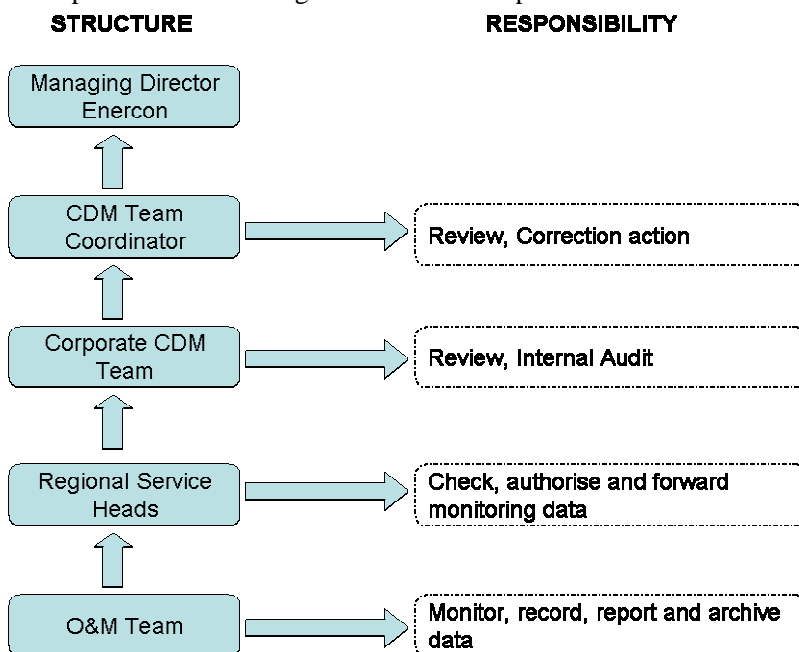 STRUCTURE
RESPONSIBILITY
Managing Director
Enercon
CDM Team
Coordinator
Review, Correction action
Corporate CDM
Team
Review, Internal Audit
Regional Service
Heads
Check, authorise and forward
monitoring data
O&M Team
Monitor, record, report and archive
data